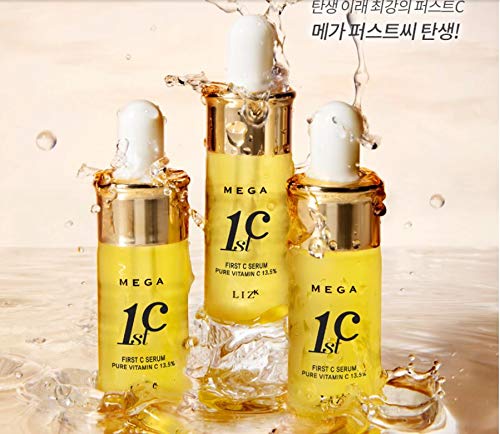 탄생 이래 최강의 퍼스트C
메가 퍼스트씨 탄생!
MEGA
1st C
FIRST C SERUM
PURE VITAMIN C 13.5%
LIZK
MEGA
1st C
FIRST C SERUM
PURE VITAMIN C 13.5%
MEGA
1st C
FIRST C SERUM
PURE VITAMIN C 13.5%
LIZK